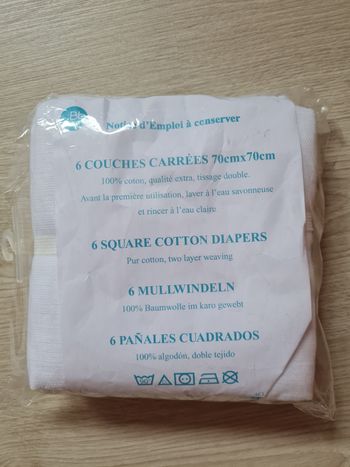 Bb
Notice d'Emploi à conserver
6 COUCHES CARRÉES 70cmx70cm
100% coton, qualité extra, tissage double.
Avant la première utilisation, laver à l'eau savonneuse
et rincer à l'eau claire.
6 SQUARE COTTON DIAPERS
Pur cotton, two layer weaving
6 MULLWINDELN
100% Baumwolle im karo gewebt
6 PAÑALES CUADRADOS
100% algodón, doble tejido